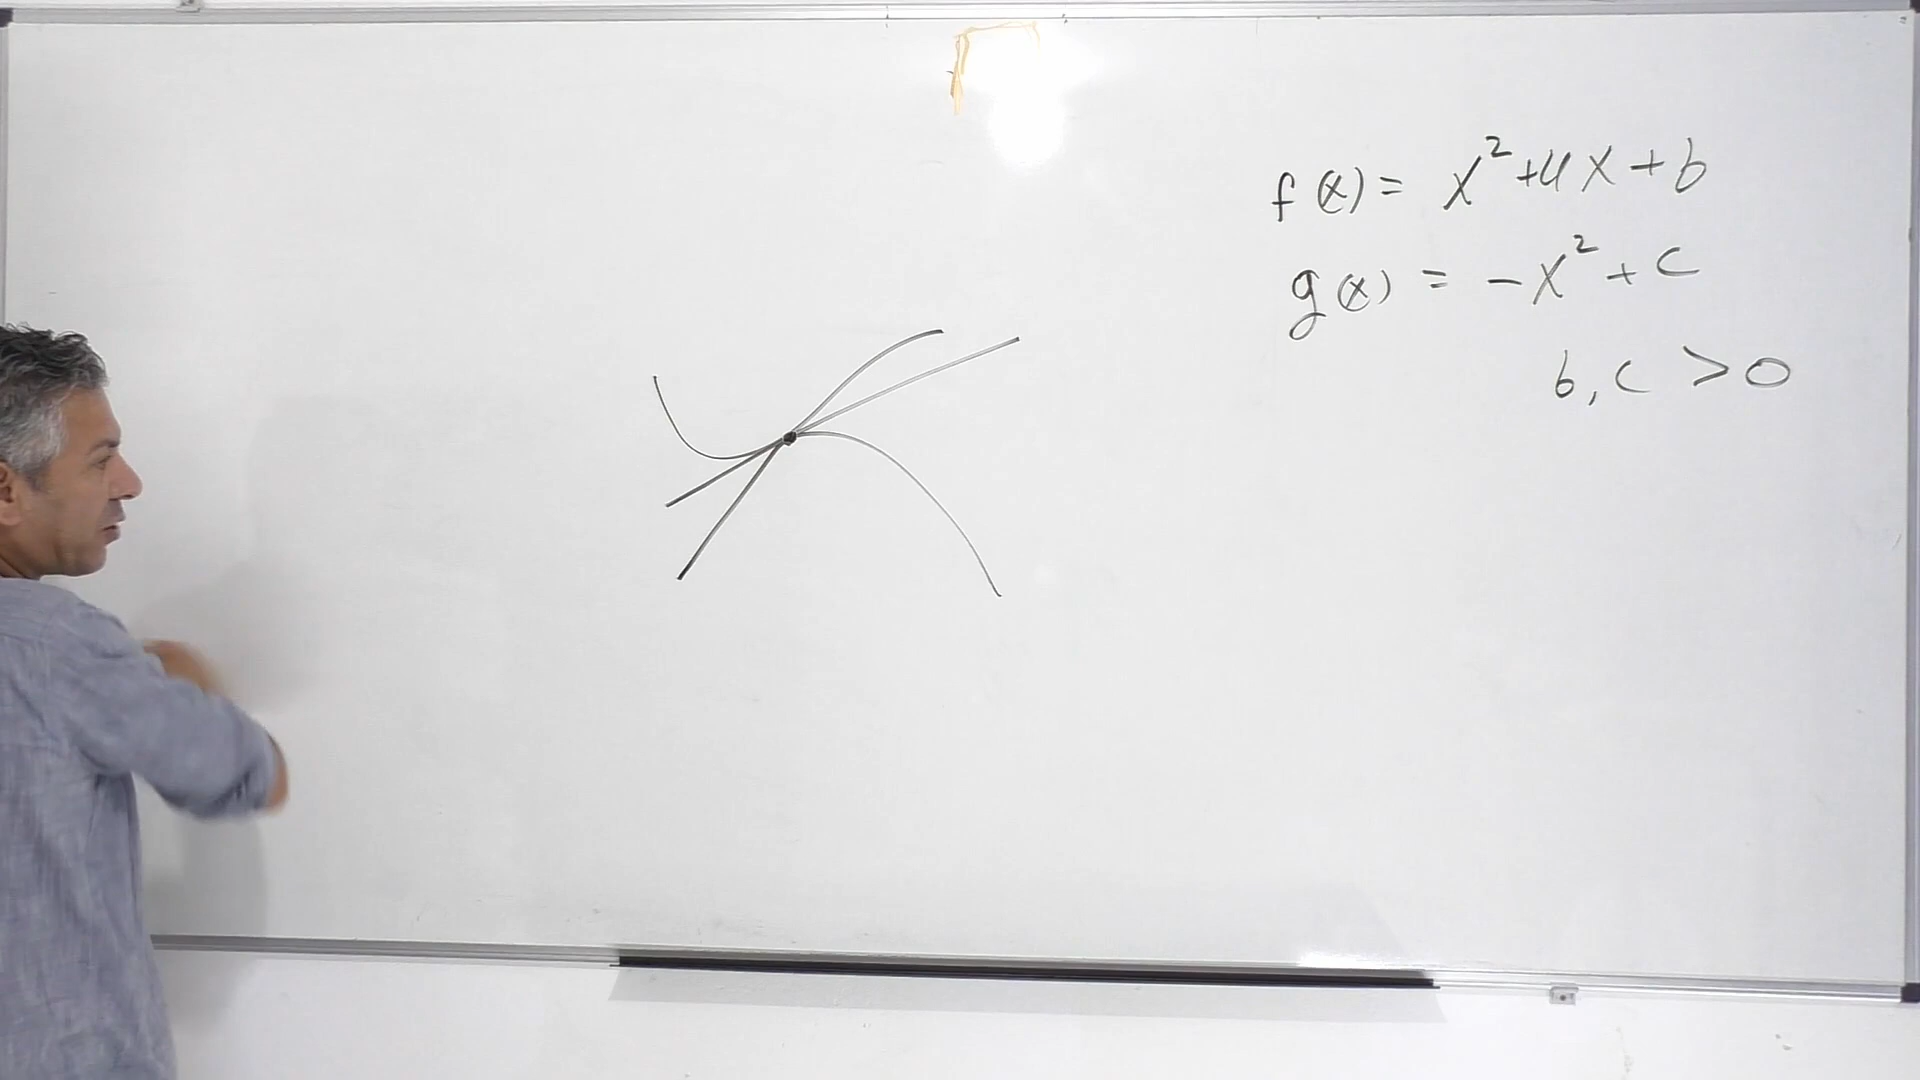 f(x) = x²+4x+b
g(x) = -x²+c
b, c > 0